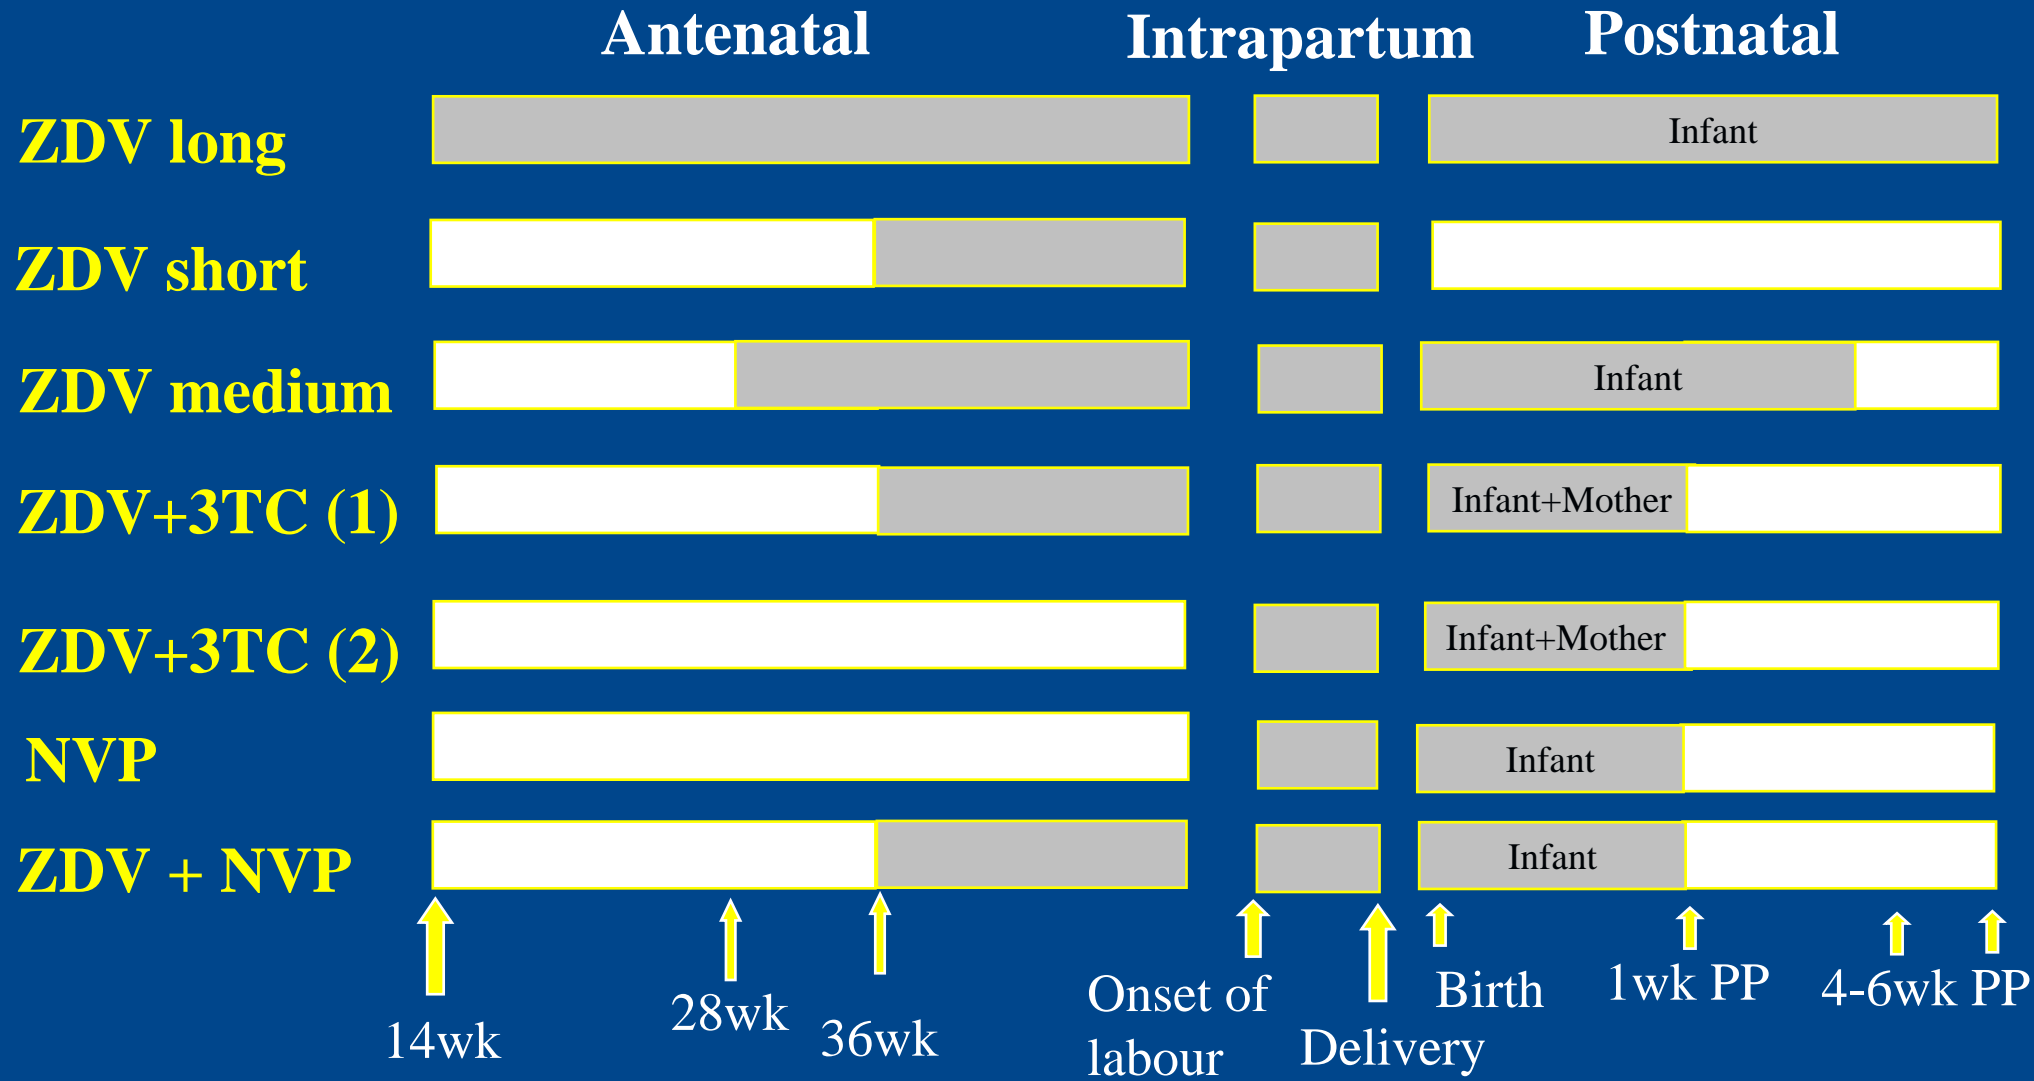 Antenatal Intrapartum Postnatal
ZDV long Infant
ZDV short
ZDV medium Infant
ZDV+3TC (1) Infant+Mother
ZDV+3TC (2) Infant+Mother
NVP Infant
ZDV + NVP Infant
14wk
28wk
36wk
Onset of
labour
Delivery
Birth
1wk PP
4-6wk PP